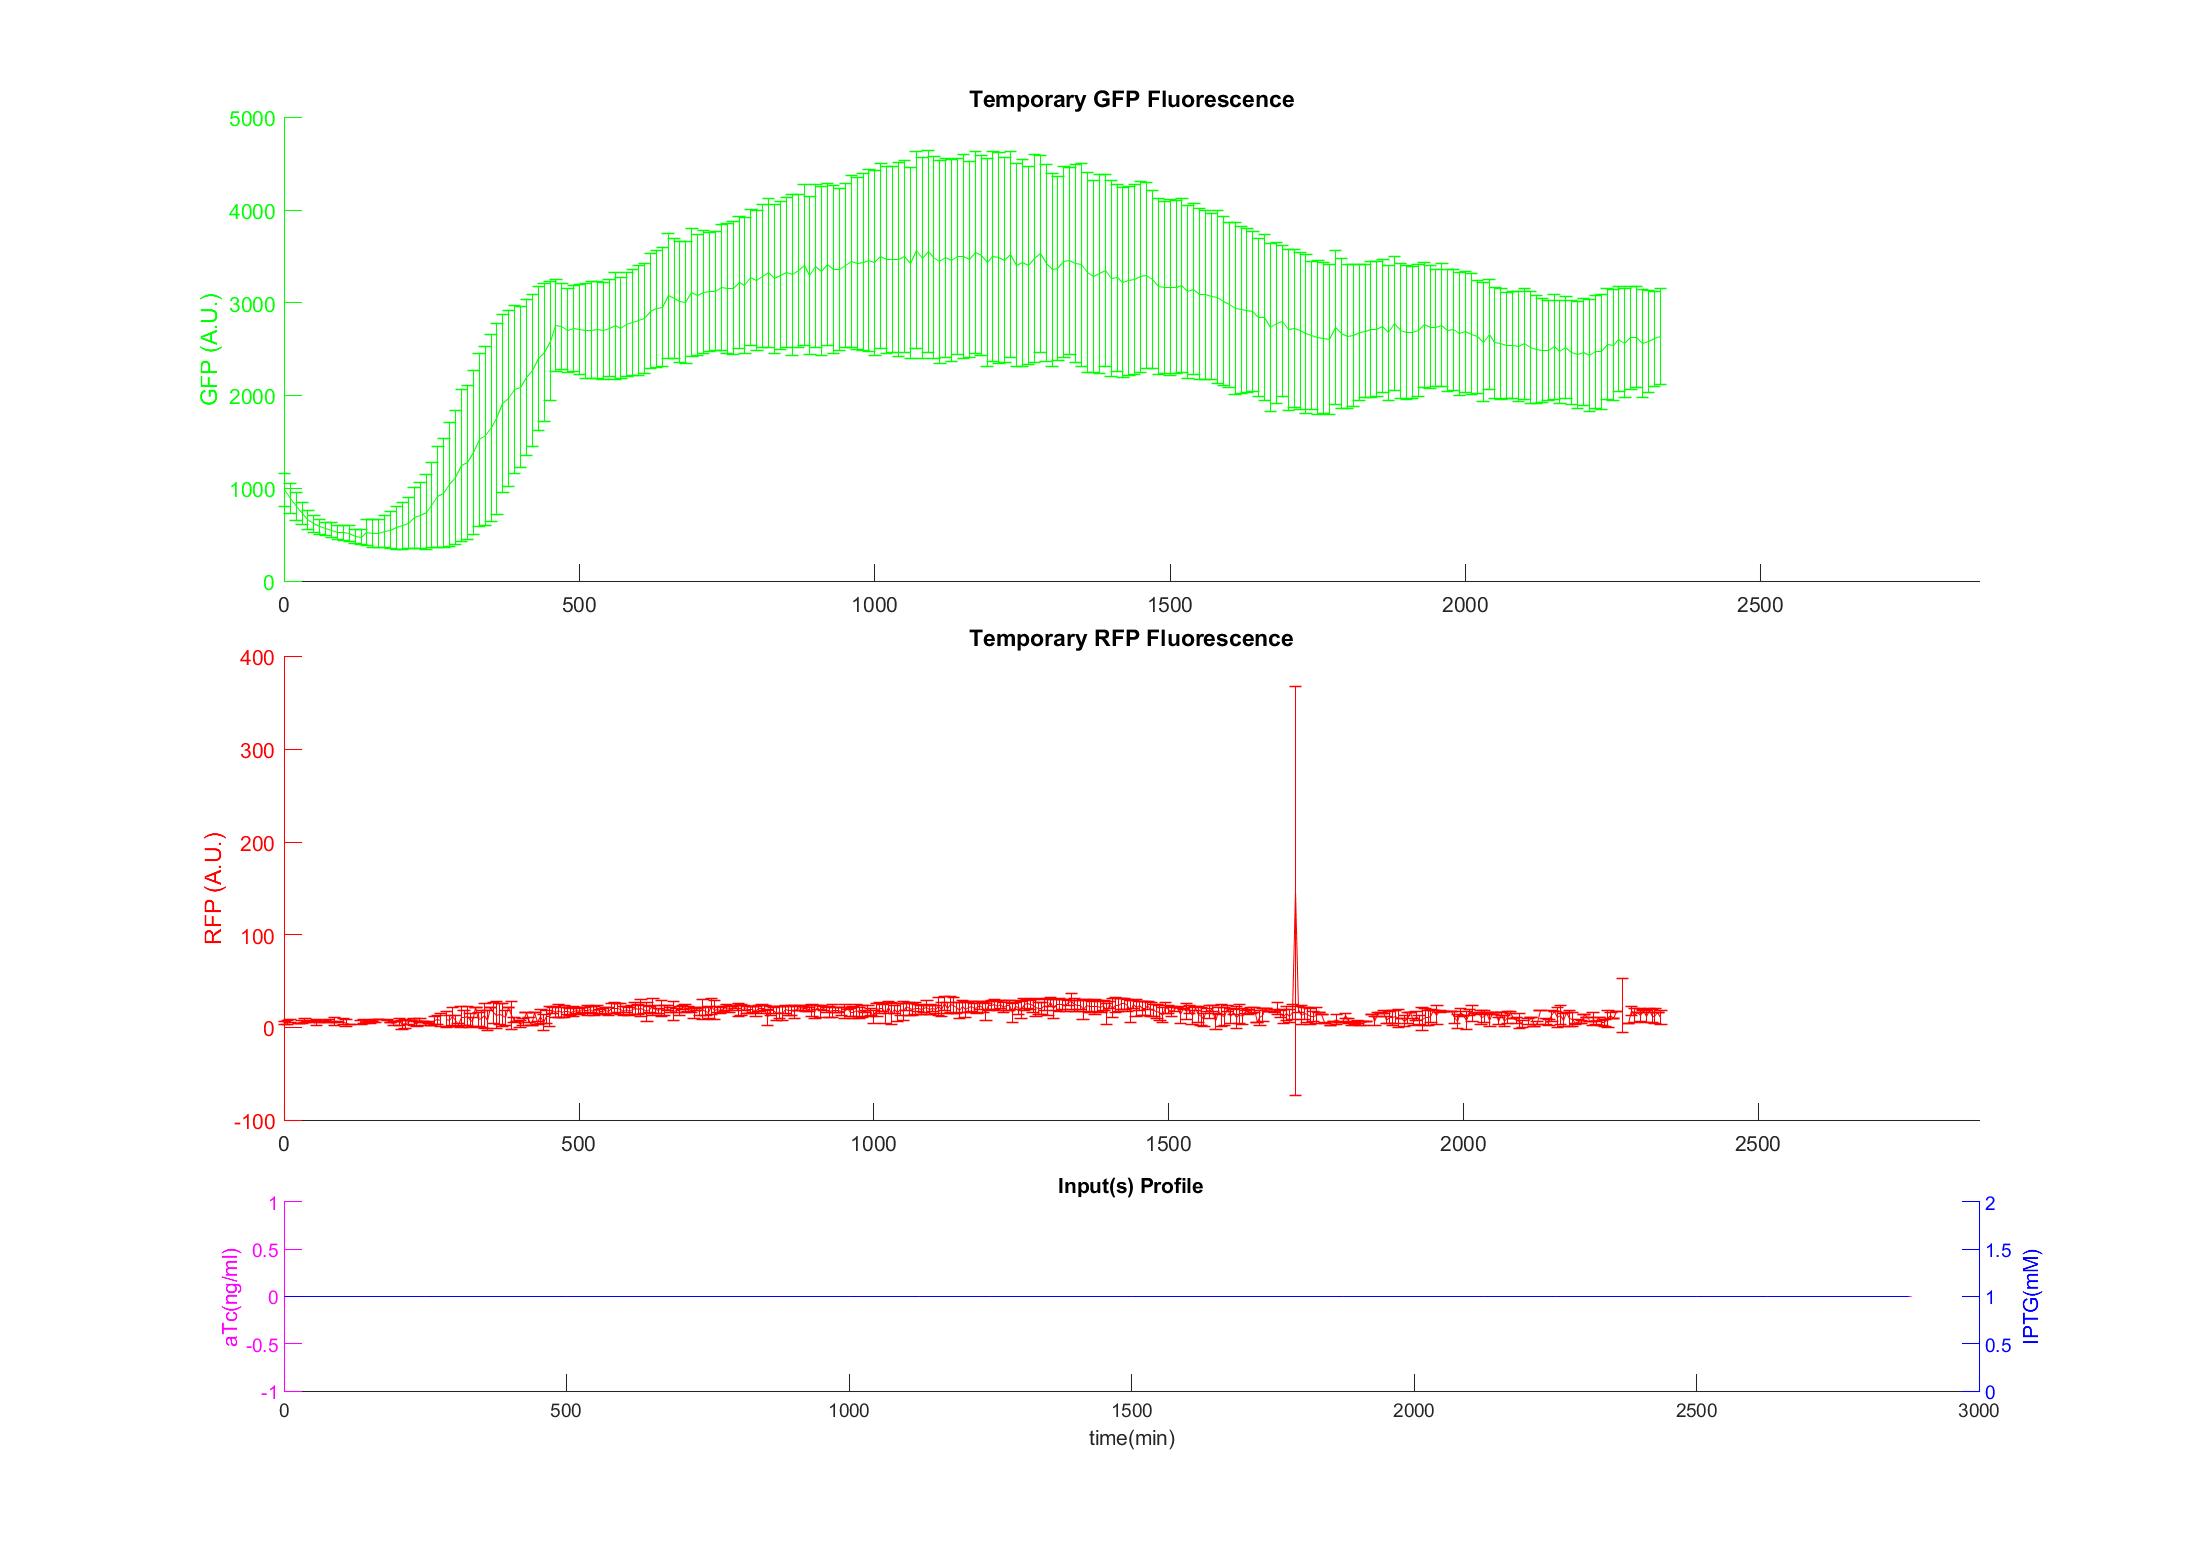 Temporary GFP Fluorescence
5000
4000
3000
2000
1000
0
GFP (A.U.)
0 500 1000 1500 2000 2500
Temporary RFP Fluorescence
400
300
200
100
0
-100
RFP (A.U.)
0 500 1000 1500 2000 2500
Input(s) Profile
1 2
0.5 1.5
0 1
-0.5 0.5
-1 0
aTc(ng/ml) IPTG(mM)
0 500 1000 1500 2000 2500 3000
time(min)